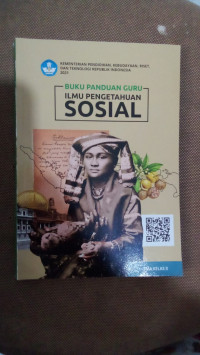 KEMENTERIAN PENDIDIKAN, KEBUDAYAAN, RISET,
DAN TEKNOLOGI REPUBLIK INDONESIA
2021
BUKU PANDUAN GURU
ILMU PENGETAHUAN
SOSIAL